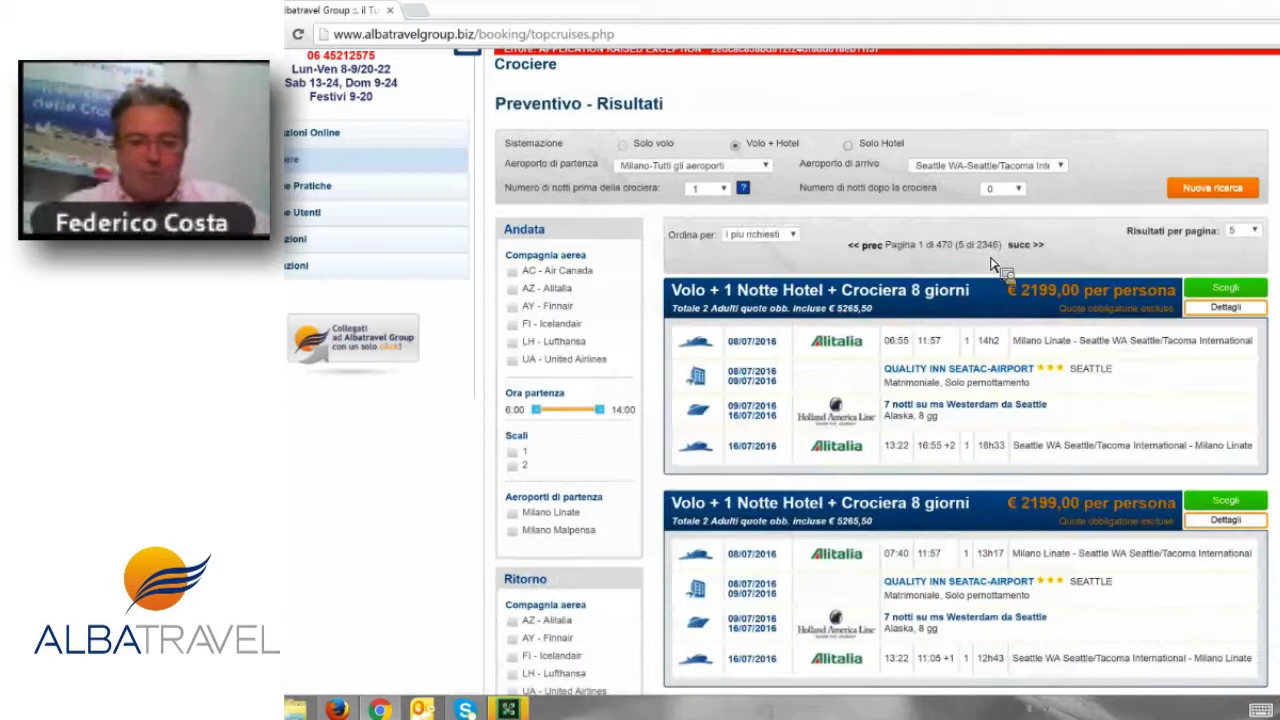 lbatravel Group :: il Tu
www.albatravelgroup.biz/booking/topcruises.php
06 45212575
Lun-Ven 8-9/20-22
Sab 13-24, Dom 9-24
Festivi 9-20
Errore: APPLICATION RAISED EXCEPTION
Federico Costa
azioni Online
ere
e Pratiche
e Utenti
zioni
azioni
Collegati
ad Albatravel Group
con un solo click!
ALBATRAVEL
Crociere
Preventivo - Risultati
Sistemazione Solo volo Volo + Hotel Solo Hotel
Aeroporto di partenza Milano-Tutti gli aeroporti Aeroporto di arrivo Seattle WA-Seattle/Tacoma Inte
Numero di notti prima della crociera: 1 ? Numero di notti dopo la crociera 0 Nuova ricerca
Andata
Compagnia aerea
AC - Air Canada
AZ - Alitalia
AY - Finnair
FI - Icelandair
LH - Lufthansa
UA - United Airlines
Ora partenza
6:00 14:00
Scali
1
2
Aeroporti di partenza
Milano Linate
Milano Malpensa
Ritorno
Compagnia aerea
AZ - Alitalia
AY - Finnair
FI - Icelandair
LH - Lufthansa
UA - United Airlines
Ordina per: I piu richiesti
<< prec Pagina 1 di 470 (5 di 2346) succ >>
Risultati per pagina: 5
Volo + 1 Notte Hotel + Crociera 8 giorni € 2199,00 per persona Scegli
Totale 2 Adulti quote obb. incluse € 5265,50 Quote obbligatorie escluse Dettagli
08/07/2016 Alitalia 06:55 11:57 1 14h2 Milano Linate - Seattle WA Seattle/Tacoma International
08/07/2016 QUALITY INN SEATAC-AIRPORT SEATTLE
09/07/2016 Matrimoniale, Solo pernottamento
09/07/2016 Holland America Line 7 notti su ms Westerdam da Seattle
16/07/2016 Alaska, 8 gg
16/07/2016 Alitalia 13:22 16:55 +2 1 18h33 Seattle WA Seattle/Tacoma International - Milano Linate
Volo + 1 Notte Hotel + Crociera 8 giorni € 2199,00 per persona Scegli
Totale 2 Adulti quote obb. incluse € 5265,50 Quote obbligatorie escluse Dettagli
08/07/2016 Alitalia 07:40 11:57 1 13h17 Milano Linate - Seattle WA Seattle/Tacoma International
08/07/2016 QUALITY INN SEATAC-AIRPORT SEATTLE
09/07/2016 Matrimoniale, Solo pernottamento
09/07/2016 Holland America Line 7 notti su ms Westerdam da Seattle
16/07/2016 Alaska, 8 gg
16/07/2016 Alitalia 13:22 11:05 +1 1 12h43 Seattle WA Seattle/Tacoma International - Milano Linate